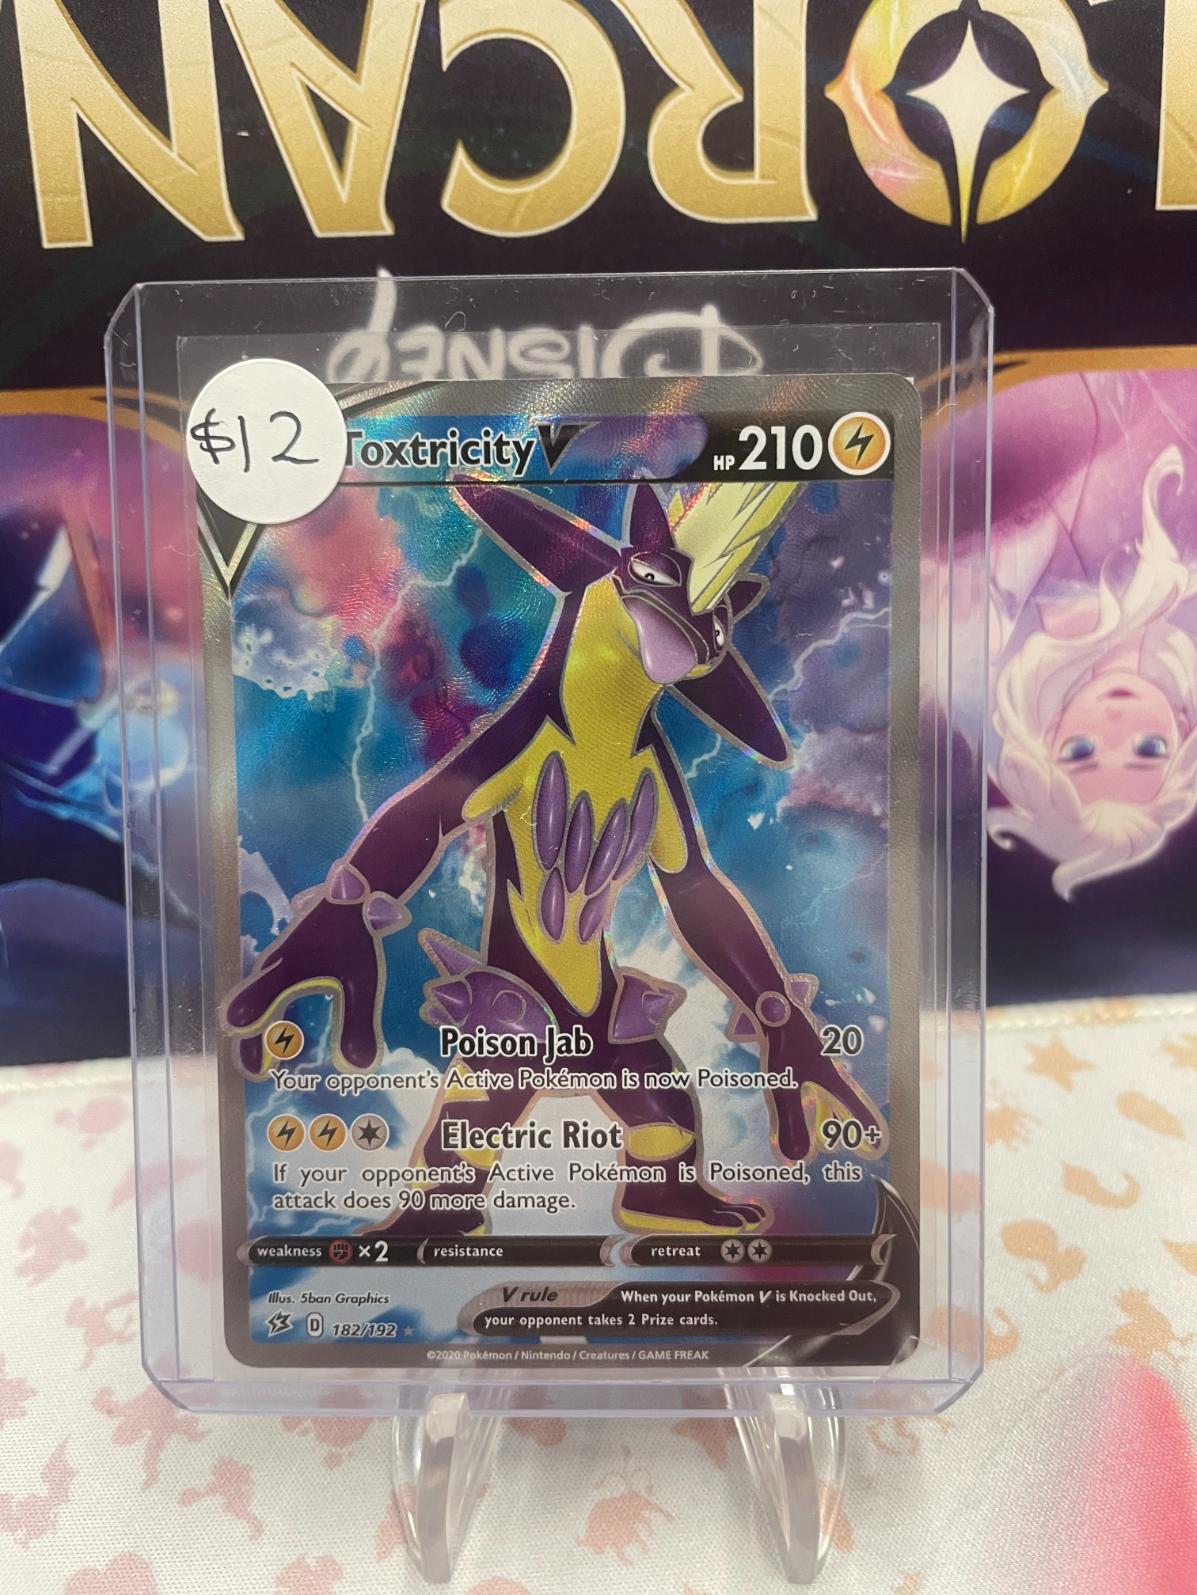 LORCAN
Disney
$12
Toxtricity V
HP 210
Poison Jab 20
Your opponent's Active Pokémon is now Poisoned.
Electric Riot 90+
If your opponent's Active Pokémon is Poisoned, this
attack does 90 more damage.
weakness ×2 resistance retreat
Illus. 5ban Graphics
V rule When your Pokémon V is Knocked Out,
your opponent takes 2 Prize cards.
D 182/192
©2020 Pokémon / Nintendo / Creatures / GAME FREAK